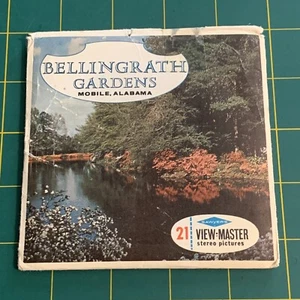 BELLINGRATH
GARDENS
MOBILE, ALABAMA
21
VIEW-MASTER
stereo pictures